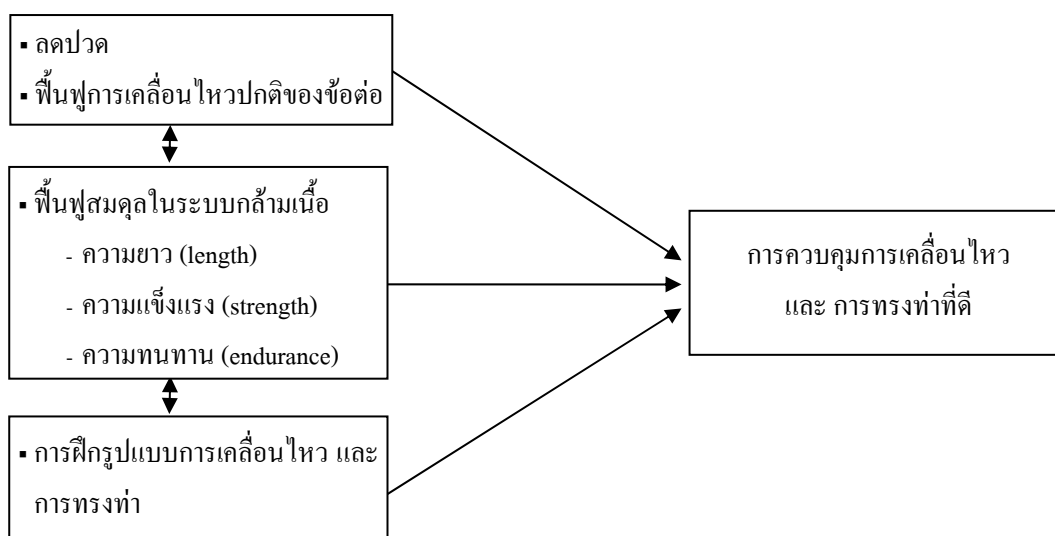 ▪ ลดปวด
▪ ฟื้นฟูการเคลื่อนไหวปกติของข้อต่อ
▪ ฟื้นฟูสมดุลในระบบกล้ามเนื้อ
- ความยาว (length)
- ความแข็งแรง (strength)
- ความทนทาน (endurance)
▪ การฝึกรูปแบบการเคลื่อนไหว และ
การทรงท่า
การควบคุมการเคลื่อนไหว
และ การทรงท่าที่ดี